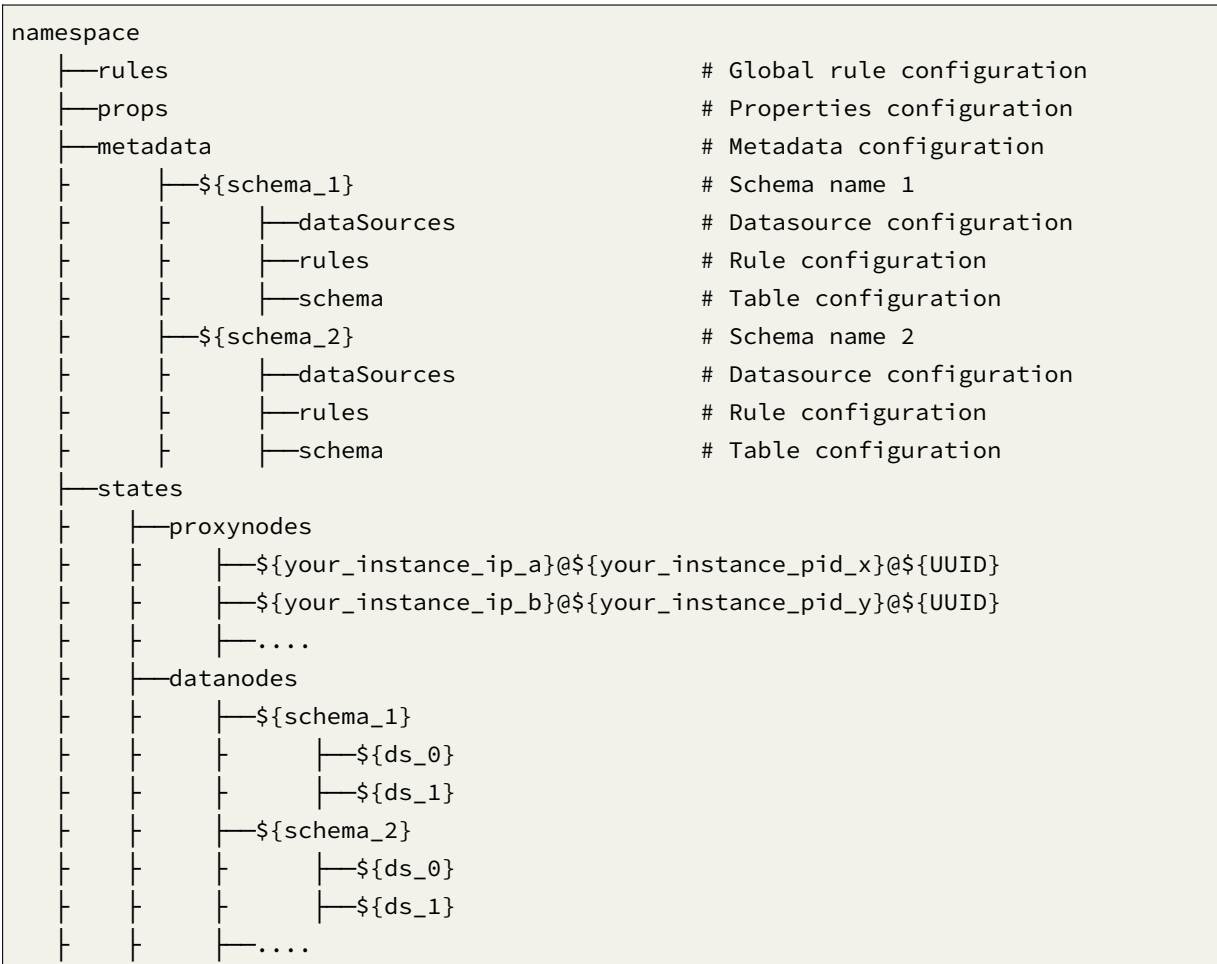 namespace
   ├──rules                                   # Global rule configuration
   ├──props                                   # Properties configuration
   ├──metadata                                # Metadata configuration
   ├      ├──${schema_1}                      # Schema name 1
   ├      ├      ├──dataSources               # Datasource configuration
   ├      ├      ├──rules                     # Rule configuration
   ├      ├      ├──schema                    # Table configuration
   ├      ├──${schema_2}                      # Schema name 2
   ├      ├      ├──dataSources               # Datasource configuration
   ├      ├      ├──rules                     # Rule configuration
   ├      ├      ├──schema                    # Table configuration
   ├──states
   ├    ├──proxynodes
   ├    ├     ├──${your_instance_ip_a}@${your_instance_pid_x}@${UUID}
   ├    ├     ├──${your_instance_ip_b}@${your_instance_pid_y}@${UUID}
   ├    ├     ├──....
   ├    ├──datanodes
   ├    ├     ├──${schema_1}
   ├    ├     ├      ├──${ds_0}
   ├    ├     ├      ├──${ds_1}
   ├    ├     ├──${schema_2}
   ├    ├     ├      ├──${ds_0}
   ├    ├     ├      ├──${ds_1}
   ├    ├     ├──....